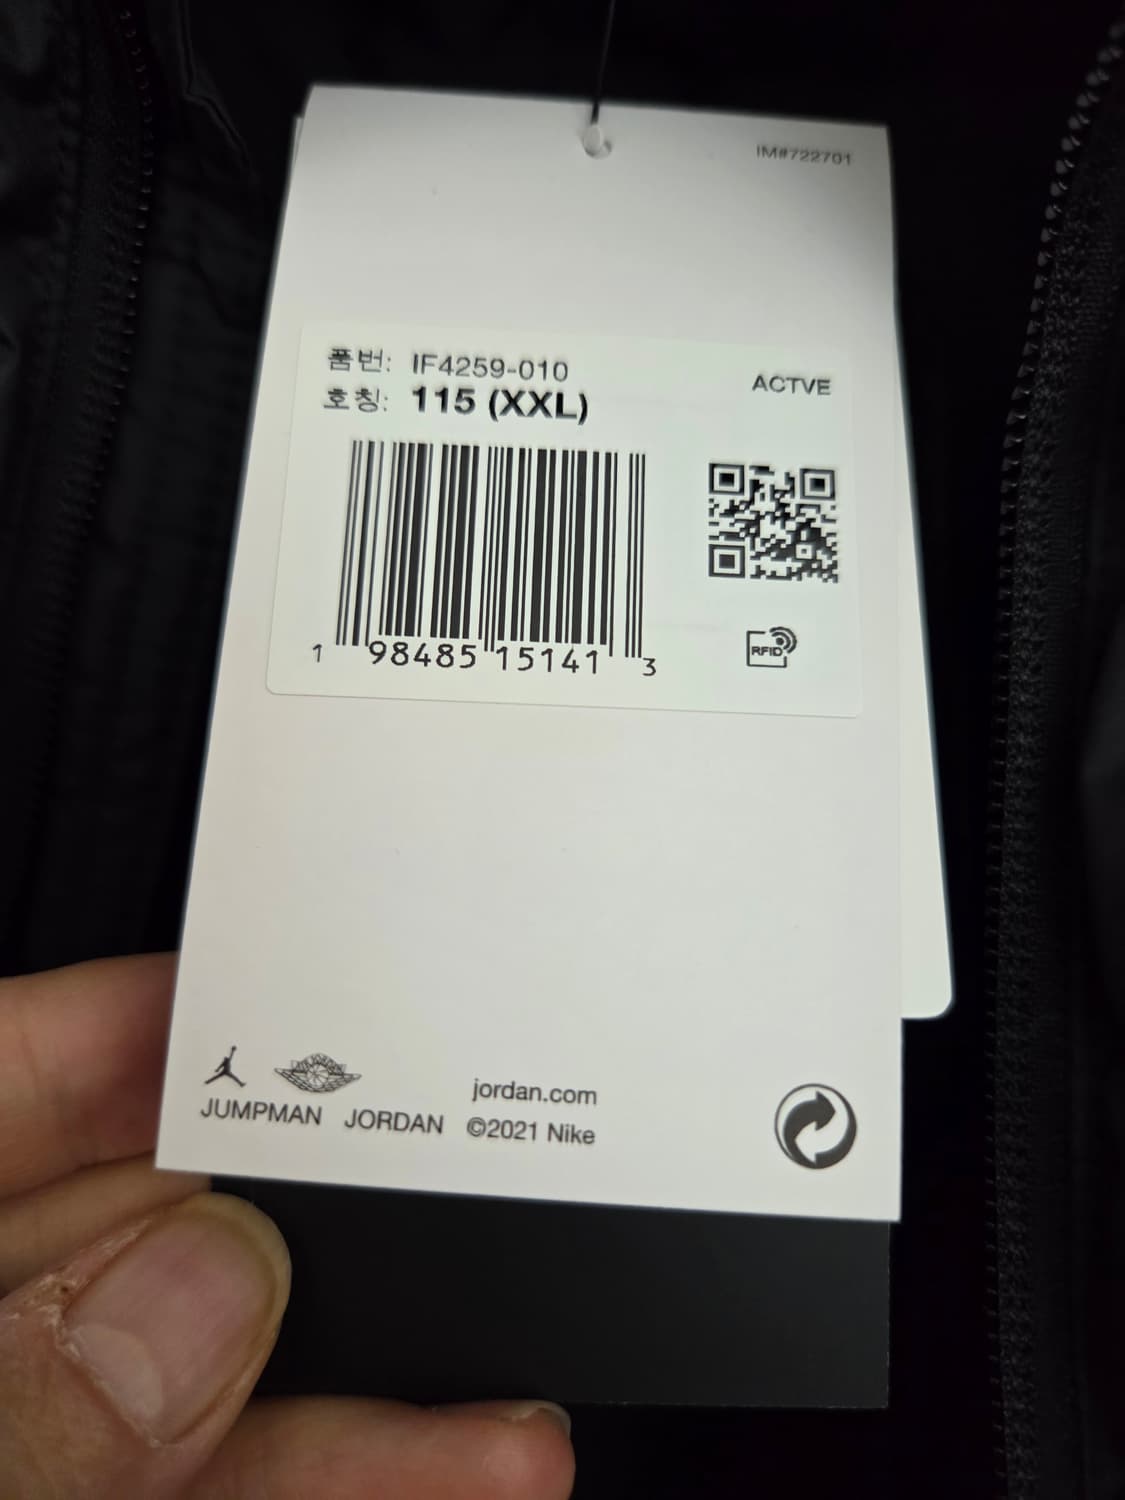 IM#722701
품번: IF4259-010
호칭: 115 (XXL)
ACTVE
1 98485 15141 3
RFID
JUMPMAN JORDAN
jordan.com
©2021 Nike